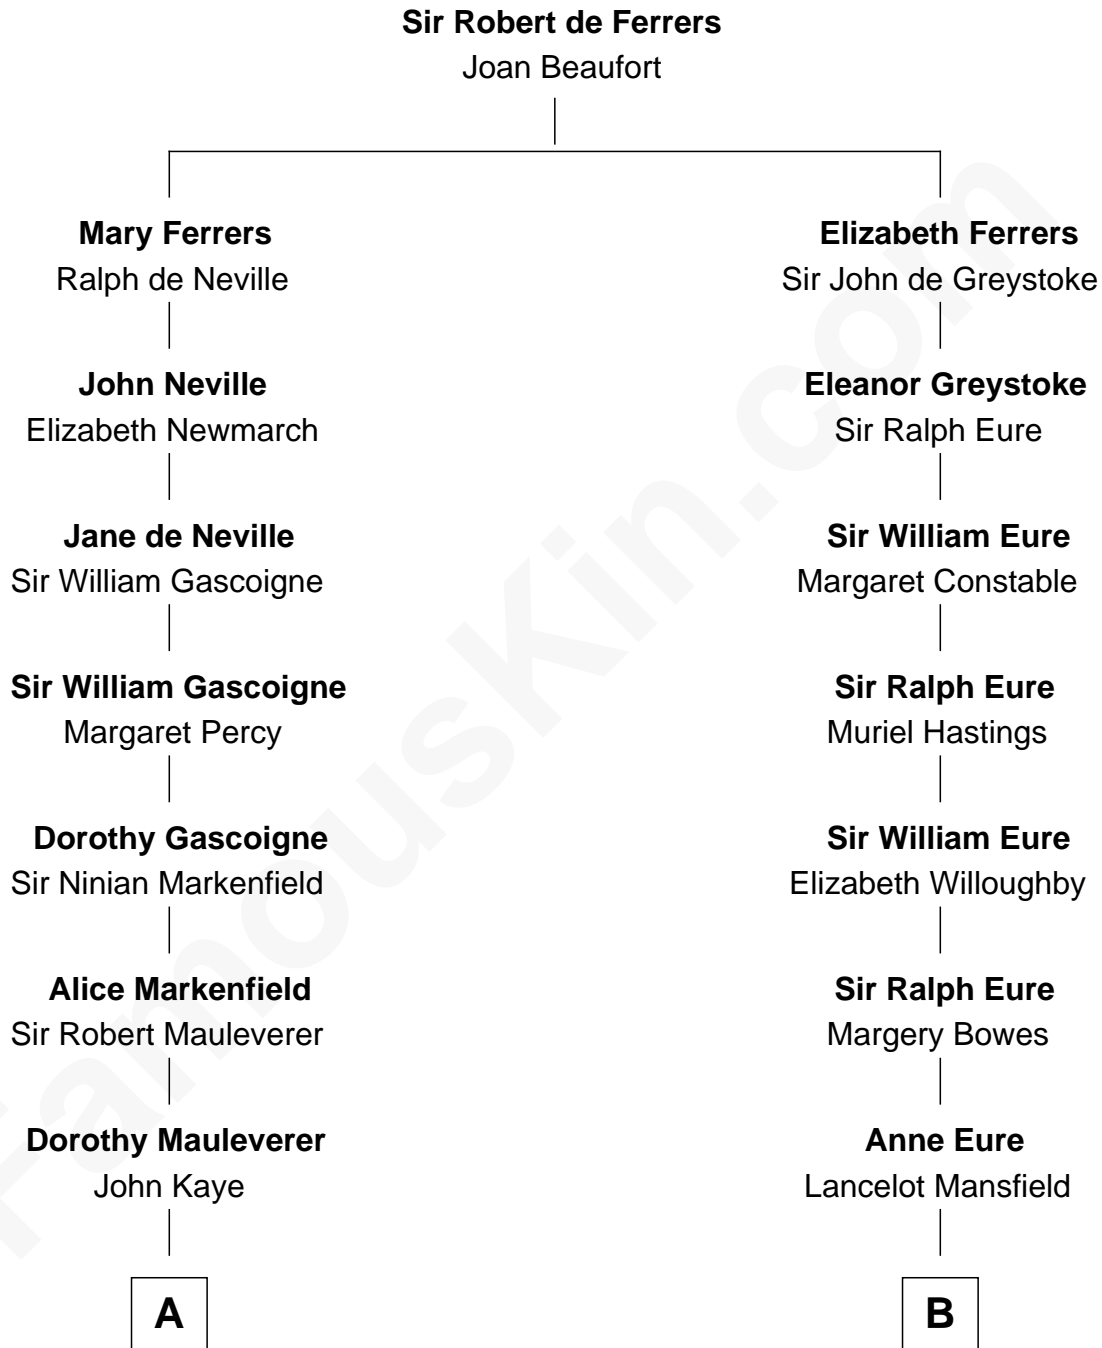 Sir Robert de Ferrers
Joan Beaufort
Mary Ferrers
Ralph de Neville
John Neville
Elizabeth Newmarch
Jane de Neville
Sir William Gascoigne
Sir William Gascoigne
Margaret Percy
Dorothy Gascoigne
Sir Ninian Markenfield
Alice Markenfield
Sir Robert Mauleverer
Dorothy Mauleverer
John Kaye
A
Elizabeth Ferrers
Sir John de Greystoke
Eleanor Greystoke
Sir Ralph Eure
Sir William Eure
Margaret Constable
Sir Ralph Eure
Muriel Hastings
Sir William Eure
Elizabeth Willoughby
Sir Ralph Eure
Margery Bowes
Anne Eure
Lancelot Mansfield
B
FamousKin.com